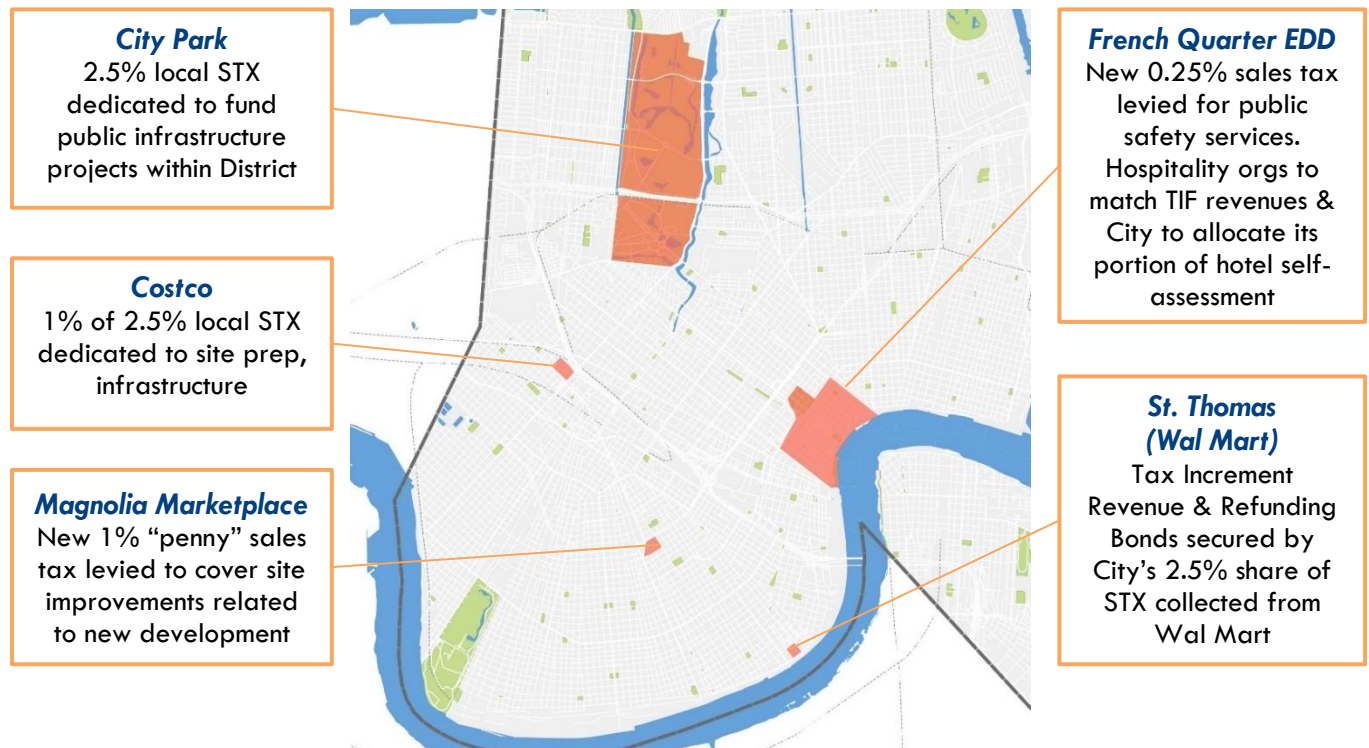 City Park
2.5% local STX
dedicated to fund
public infrastructure
projects within District
Costco
1% of 2.5% local STX
dedicated to site prep,
infrastructure
Magnolia Marketplace
New 1% “penny” sales
tax levied to cover site
improvements related
to new development
French Quarter EDD
New 0.25% sales tax
levied for public
safety services.
Hospitality orgs to
match TIF revenues &
City to allocate its
portion of hotel self-
assessment
St. Thomas
(Wal Mart)
Tax Increment
Revenue & Refunding
Bonds secured by
City’s 2.5% share of
STX collected from
Wal Mart